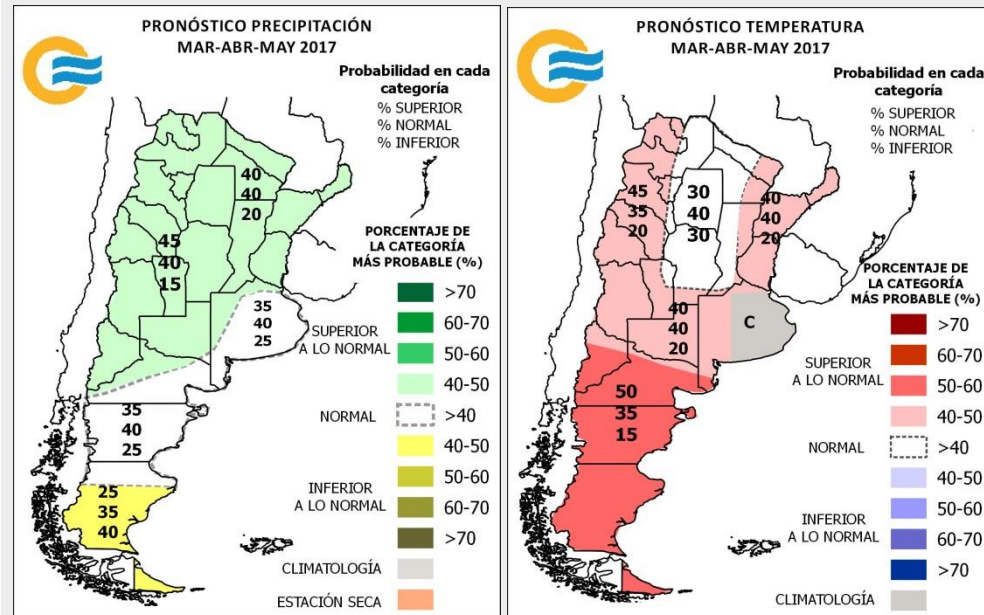 PRONÓSTICO PRECIPITACIÓN
MAR-ABR-MAY 2017
Probabilidad en cada
categoría
% SUPERIOR
% NORMAL
% INFERIOR
40
40
20
45
40
15
35
40
25
35
40
25
25
35
40
PORCENTAJE DE
LA CATEGORÍA
MÁS PROBABLE (%)
>70
60-70
SUPERIOR
A LO NORMAL
50-60
40-50
NORMAL
>40
40-50
50-60
INFERIOR
A LO NORMAL
60-70
>70
CLIMATOLOGÍA
ESTACIÓN SECA
PRONÓSTICO TEMPERATURA
MAR-ABR-MAY 2017
Probabilidad en cada
categoría
% SUPERIOR
% NORMAL
% INFERIOR
45
35
20
30
40
30
40
40
20
40
40
20
C
50
35
15
PORCENTAJE DE
LA CATEGORÍA
MÁS PROBABLE (%)
>70
60-70
SUPERIOR
A LO NORMAL
50-60
40-50
NORMAL
>40
40-50
50-60
INFERIOR
A LO NORMAL
60-70
>70
CLIMATOLOGÍA